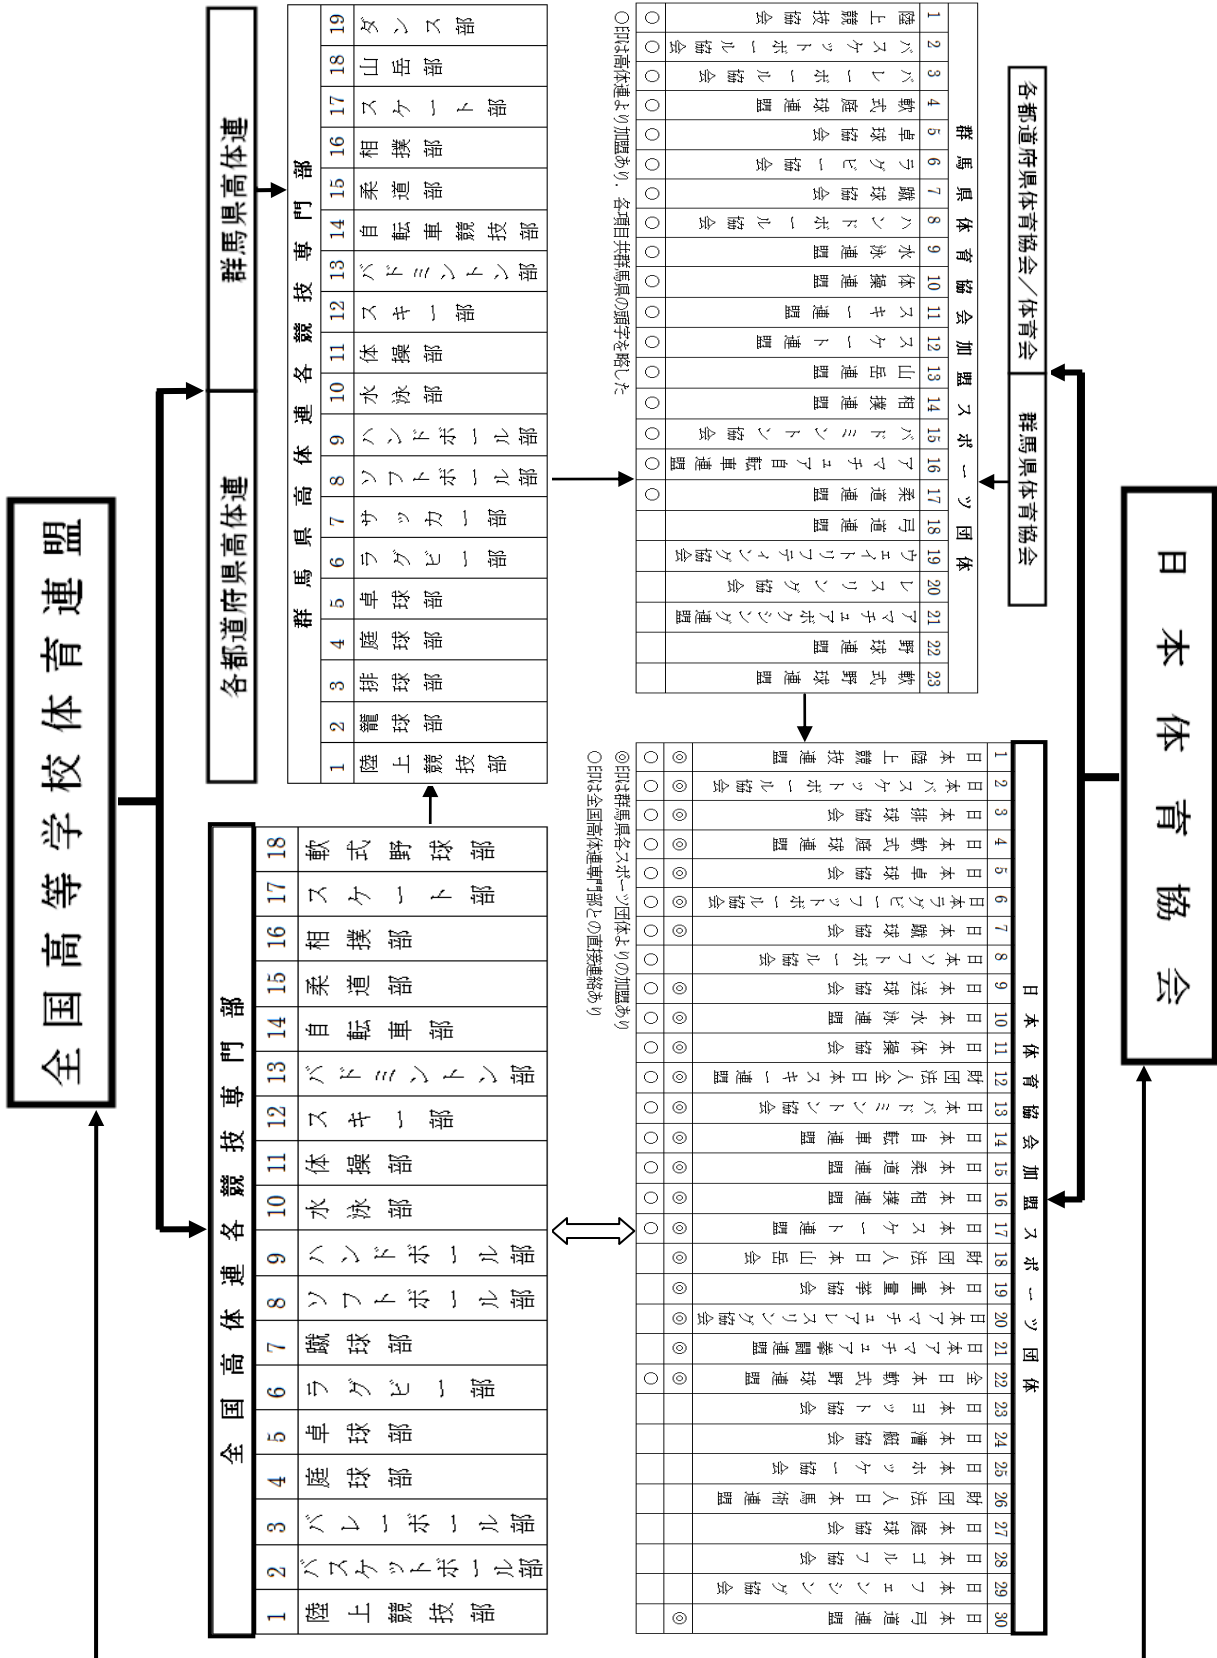 日本体育協会
各都道府県体育協会／体育会
群馬県体育協会
群馬県体育協会加盟スポーツ団体
1 陸上競技協会 ○
2 バスケットボール協会 ○
3 バレーボール協会 ○
4 軟式庭球連盟 ○
5 卓球協会 ○
6 ラグビー協会 ○
7 蹴球協会 ○
8 ハンドボール協会 ○
9 水泳連盟 ○
10 体操連盟 ○
11 スキー連盟 ○
12 スケート連盟 ○
13 山岳連盟 ○
14 相撲連盟 ○
15 バドミントン協会 ○
16 アマチュア自転車連盟 ○
17 柔道連盟 ○
18 弓道連盟
19 ウェイトリフティング協会
20 レスリング協会
21 アマチュアボクシング連盟
22 野球連盟
23 軟式野球連盟
○印は高体連より加盟あり．各項目共群馬県の頭字を略した
日本体育協会加盟スポーツ団体
1 日本陸上競技連盟 ◎ ○
2 日本バスケットボール協会 ◎ ○
3 日本排球協会 ◎ ○
4 日本軟式庭球連盟 ◎ ○
5 日本卓球協会 ◎ ○
6 日本ラグビーフットボール協会 ◎ ○
7 日本蹴球協会 ◎ ○
8 日本ソフトボール協会 ○
9 日本送球協会 ◎ ○
10 日本水泳連盟 ◎ ○
11 日本体操協会 ◎ ○
12 財団法人全日本スキー連盟 ◎ ○
13 日本バドミントン協会 ◎ ○
14 日本自転車連盟 ◎ ○
15 日本柔道連盟 ◎ ○
16 日本相撲連盟 ◎ ○
17 日本スケート連盟 ◎ ○
18 財団法人日本山岳会 ◎
19 日本重量挙協会 ◎
20 日本アマチュアレスリング協会 ◎
21 日本アマチュア拳闘連盟 ◎
22 全日本軟式野球連盟 ◎ ○
23 日本ヨット協会
24 日本漕艇協会
25 日本ホッケー協会
26 財団法人日本馬術連盟
27 日本庭球協会
28 日本ゴルフ協会
29 日本フェンシング協会
30 日本弓道連盟 ◎
◎印は群馬県各スポーツ団体よりの加盟あり
○印は全国高体連専門部との直接連絡あり
群馬県高体連
各都道府県高体連
群馬県高体連各競技専門部
19 ダンス部
18 山岳部
17 スケート部
16 相撲部
15 柔道部
14 自転車競技部
13 バドミントン部
12 スキー部
11 体操部
10 水泳部
9 ハンドボール部
8 ソフトボール部
7 サッカー部
6 ラグビー部
5 卓球部
4 庭球部
3 排球部
2 籠球部
1 陸上競技部
全国高等学校体育連盟
全国高体連各競技専門部
18 軟式野球部
17 スケート部
16 相撲部
15 柔道部
14 自転車部
13 バドミントン部
12 スキー部
11 体操部
10 水泳部
9 ハンドボール部
8 ソフトボール部
7 蹴球部
6 ラグビー部
5 卓球部
4 庭球部
3 バレーボール部
2 バスケットボール部
1 陸上競技部